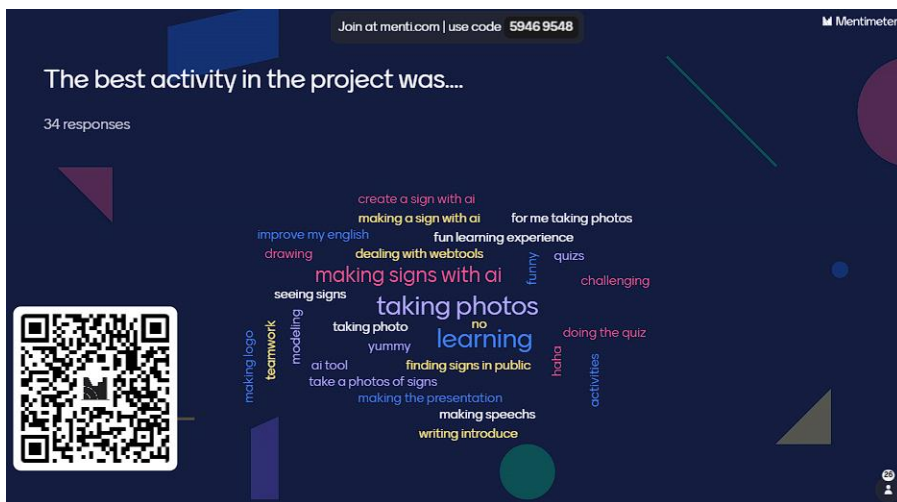 Join at menti.com | use code 5946 9548
Mentimeter
The best activity in the project was....
34 responses
create a sign with ai
making a sign with ai
for me taking photos
improve my english
fun learning experience
drawing
dealing with webtools
funny
quizs
making signs with ai
challenging
seeing signs
taking photos
no
taking photo
learning
doing the quiz
making logo
teamwork
modeling
yummy
haha
ai tool
finding signs in public
activities
take a photos of signs
making the presentation
making speechs
writing introduce
26